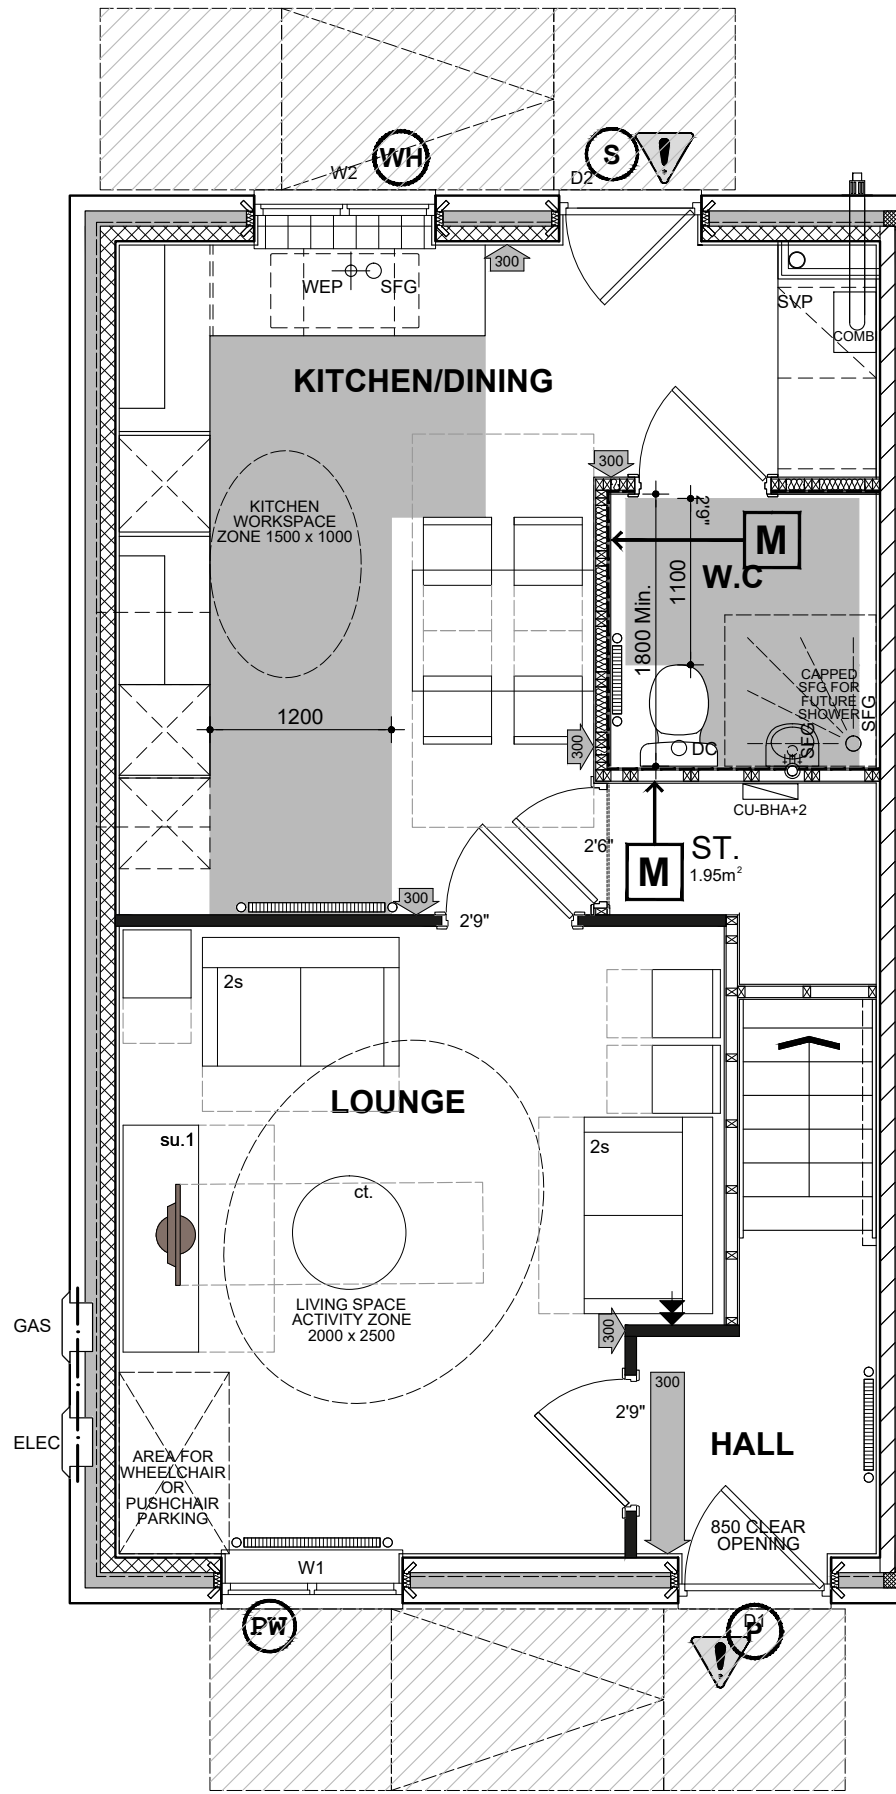 WH
W2
S
!
D2
300
WEP
SFG
SVP
COMB
KITCHEN/DINING
300
KITCHEN
WORKSPACE
ZONE 1500 x 1000
2'9"
M
W.C
1100
1800 Min.
CAPPED
SFG FOR
FUTURE
SHOWER
SFG
SFG
DC
1200
300
CU-BHA+2
2'6"
M
ST.
1.95m²
300
2'9"
2s
LOUNGE
su.1
2s
ct.
LIVING SPACE
ACTIVITY ZONE
2000 x 2500
GAS
300
300
2'9"
HALL
ELEC
AREA FOR
WHEELCHAIR
OR
PUSHCHAIR
PARKING
850 CLEAR
OPENING
W1
PW
D1
P
!